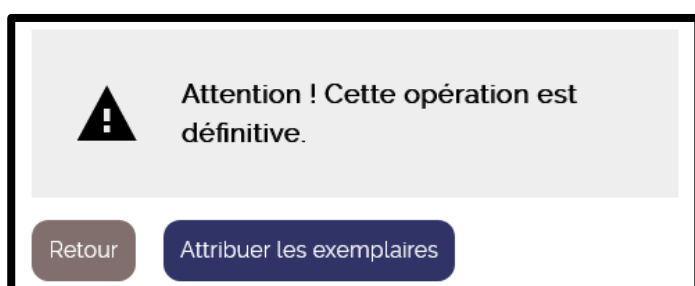 Attention ! Cette opération est
définitive.
Retour
Attribuer les exemplaires